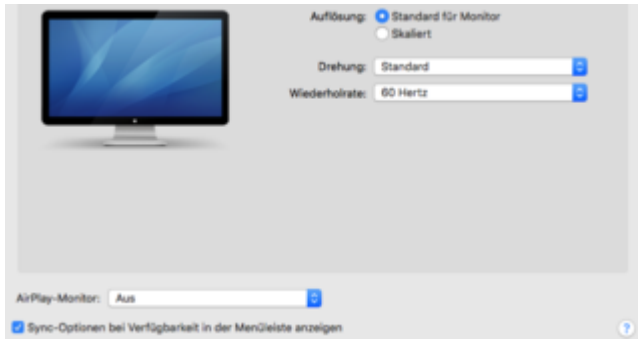 Auflösung: Standard für Monitor
Skaliert
Drehung: Standard
Wiederholrate: 60 Hertz
AirPlay-Monitor: Aus
Sync-Optionen bei Verfügbarkeit in der Menüleiste anzeigen
?